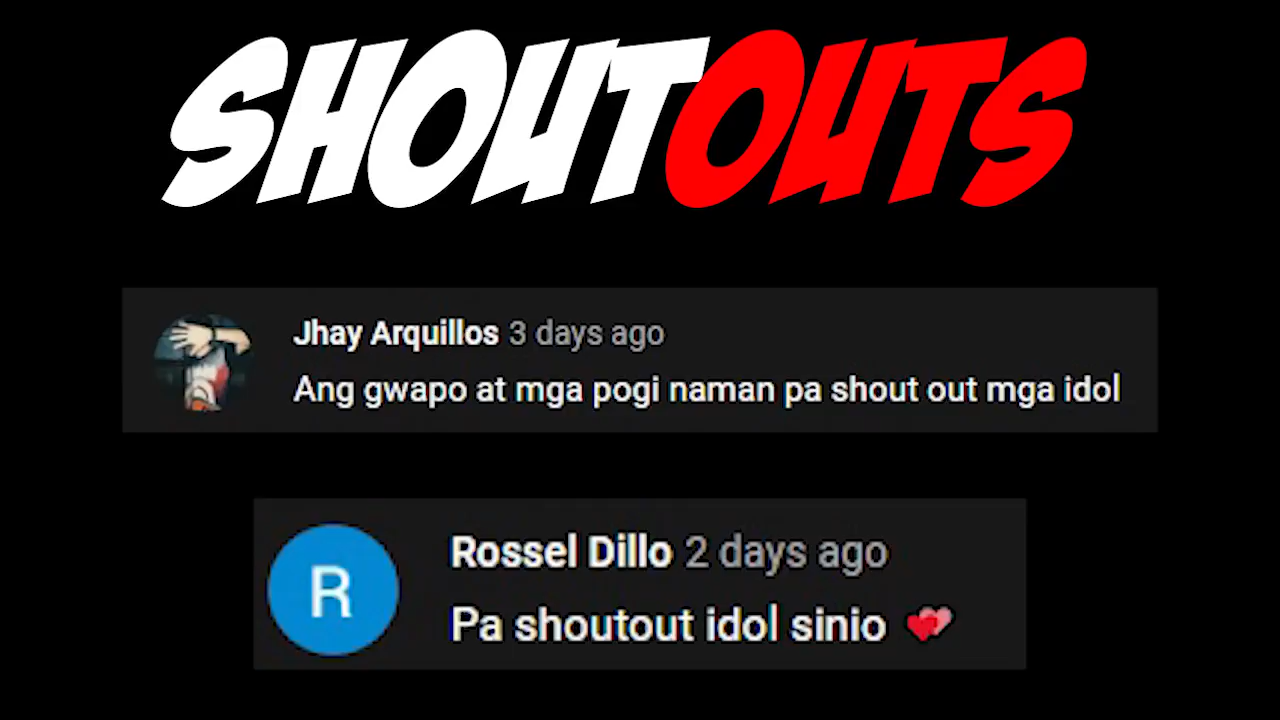 SHOUTOUTS
Jhay Arquillos 3 days ago
Ang gwapo at mga pogi naman pa shout out mga idol
R
Rossel Dillo 2 days ago
Pa shoutout idol sinio 💕